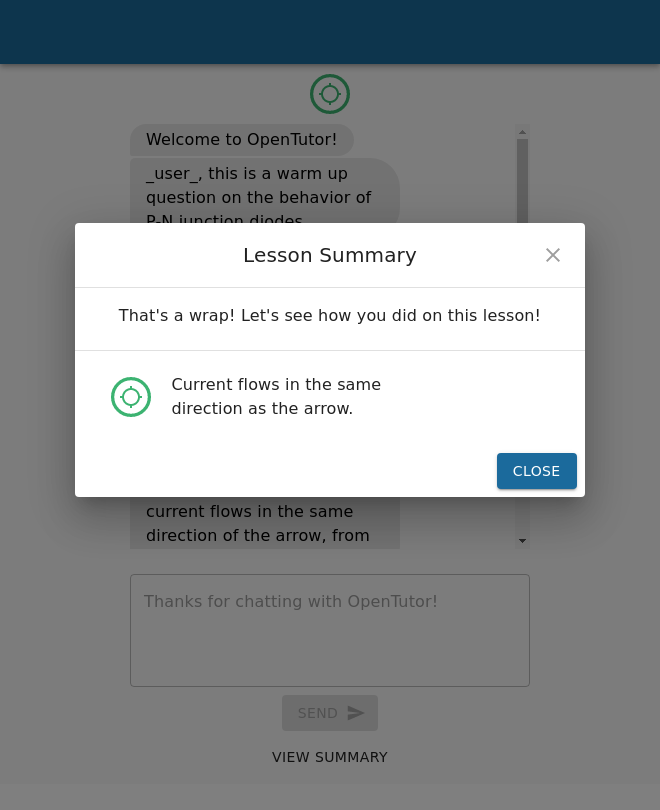 Welcome to OpenTutor!
_user_, this is a warm up
question on the behavior of
P-N junction diodes
Lesson Summary
That's a wrap! Let's see how you did on this lesson!
Current flows in the same
direction as the arrow.
CLOSE
current flows in the same
direction of the arrow, from
Thanks for chatting with OpenTutor!
SEND
VIEW SUMMARY